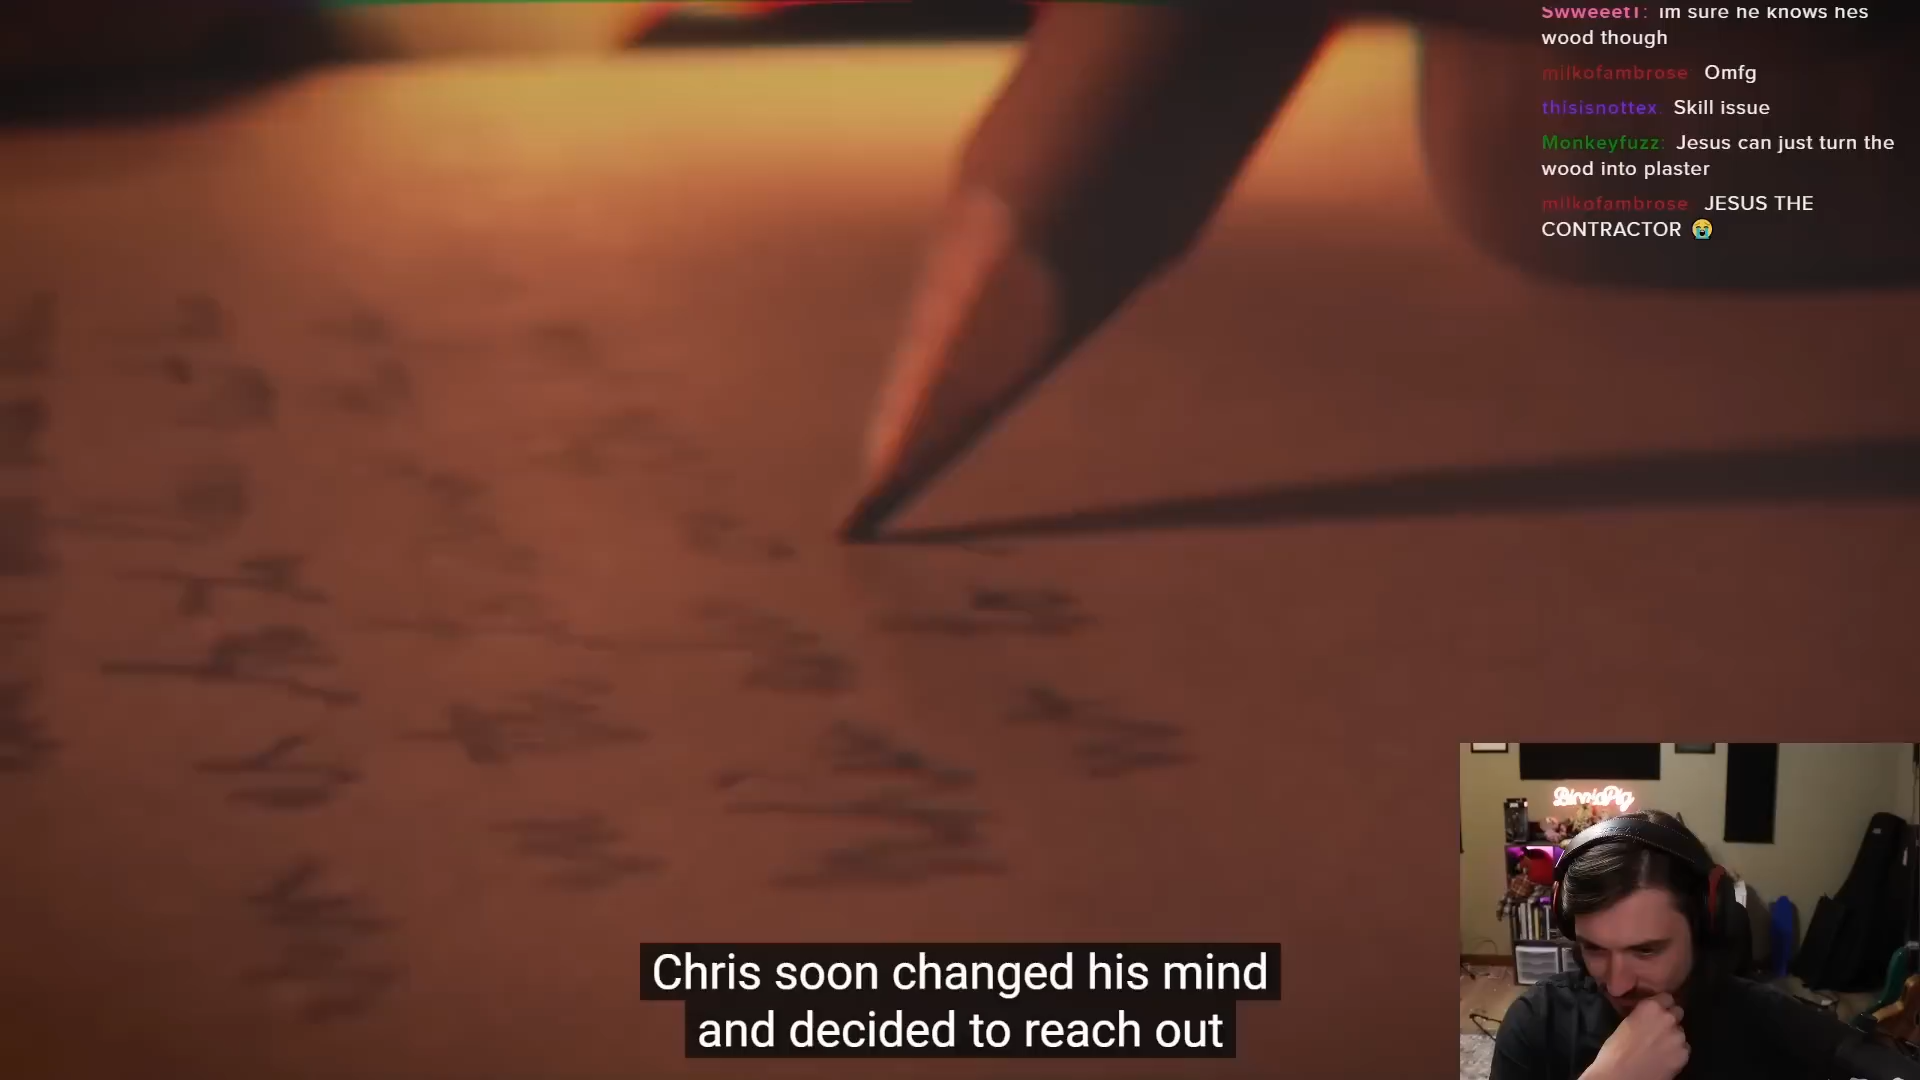 SwweeetT: im sure he knows hes
wood though
milkofambrose Omfg
thisisnottex Skill issue
Monkeyfuzz: Jesus can just turn the
wood into plaster
milkofambrose JESUS THE
CONTRACTOR 😭
Chris soon changed his mind
and decided to reach out